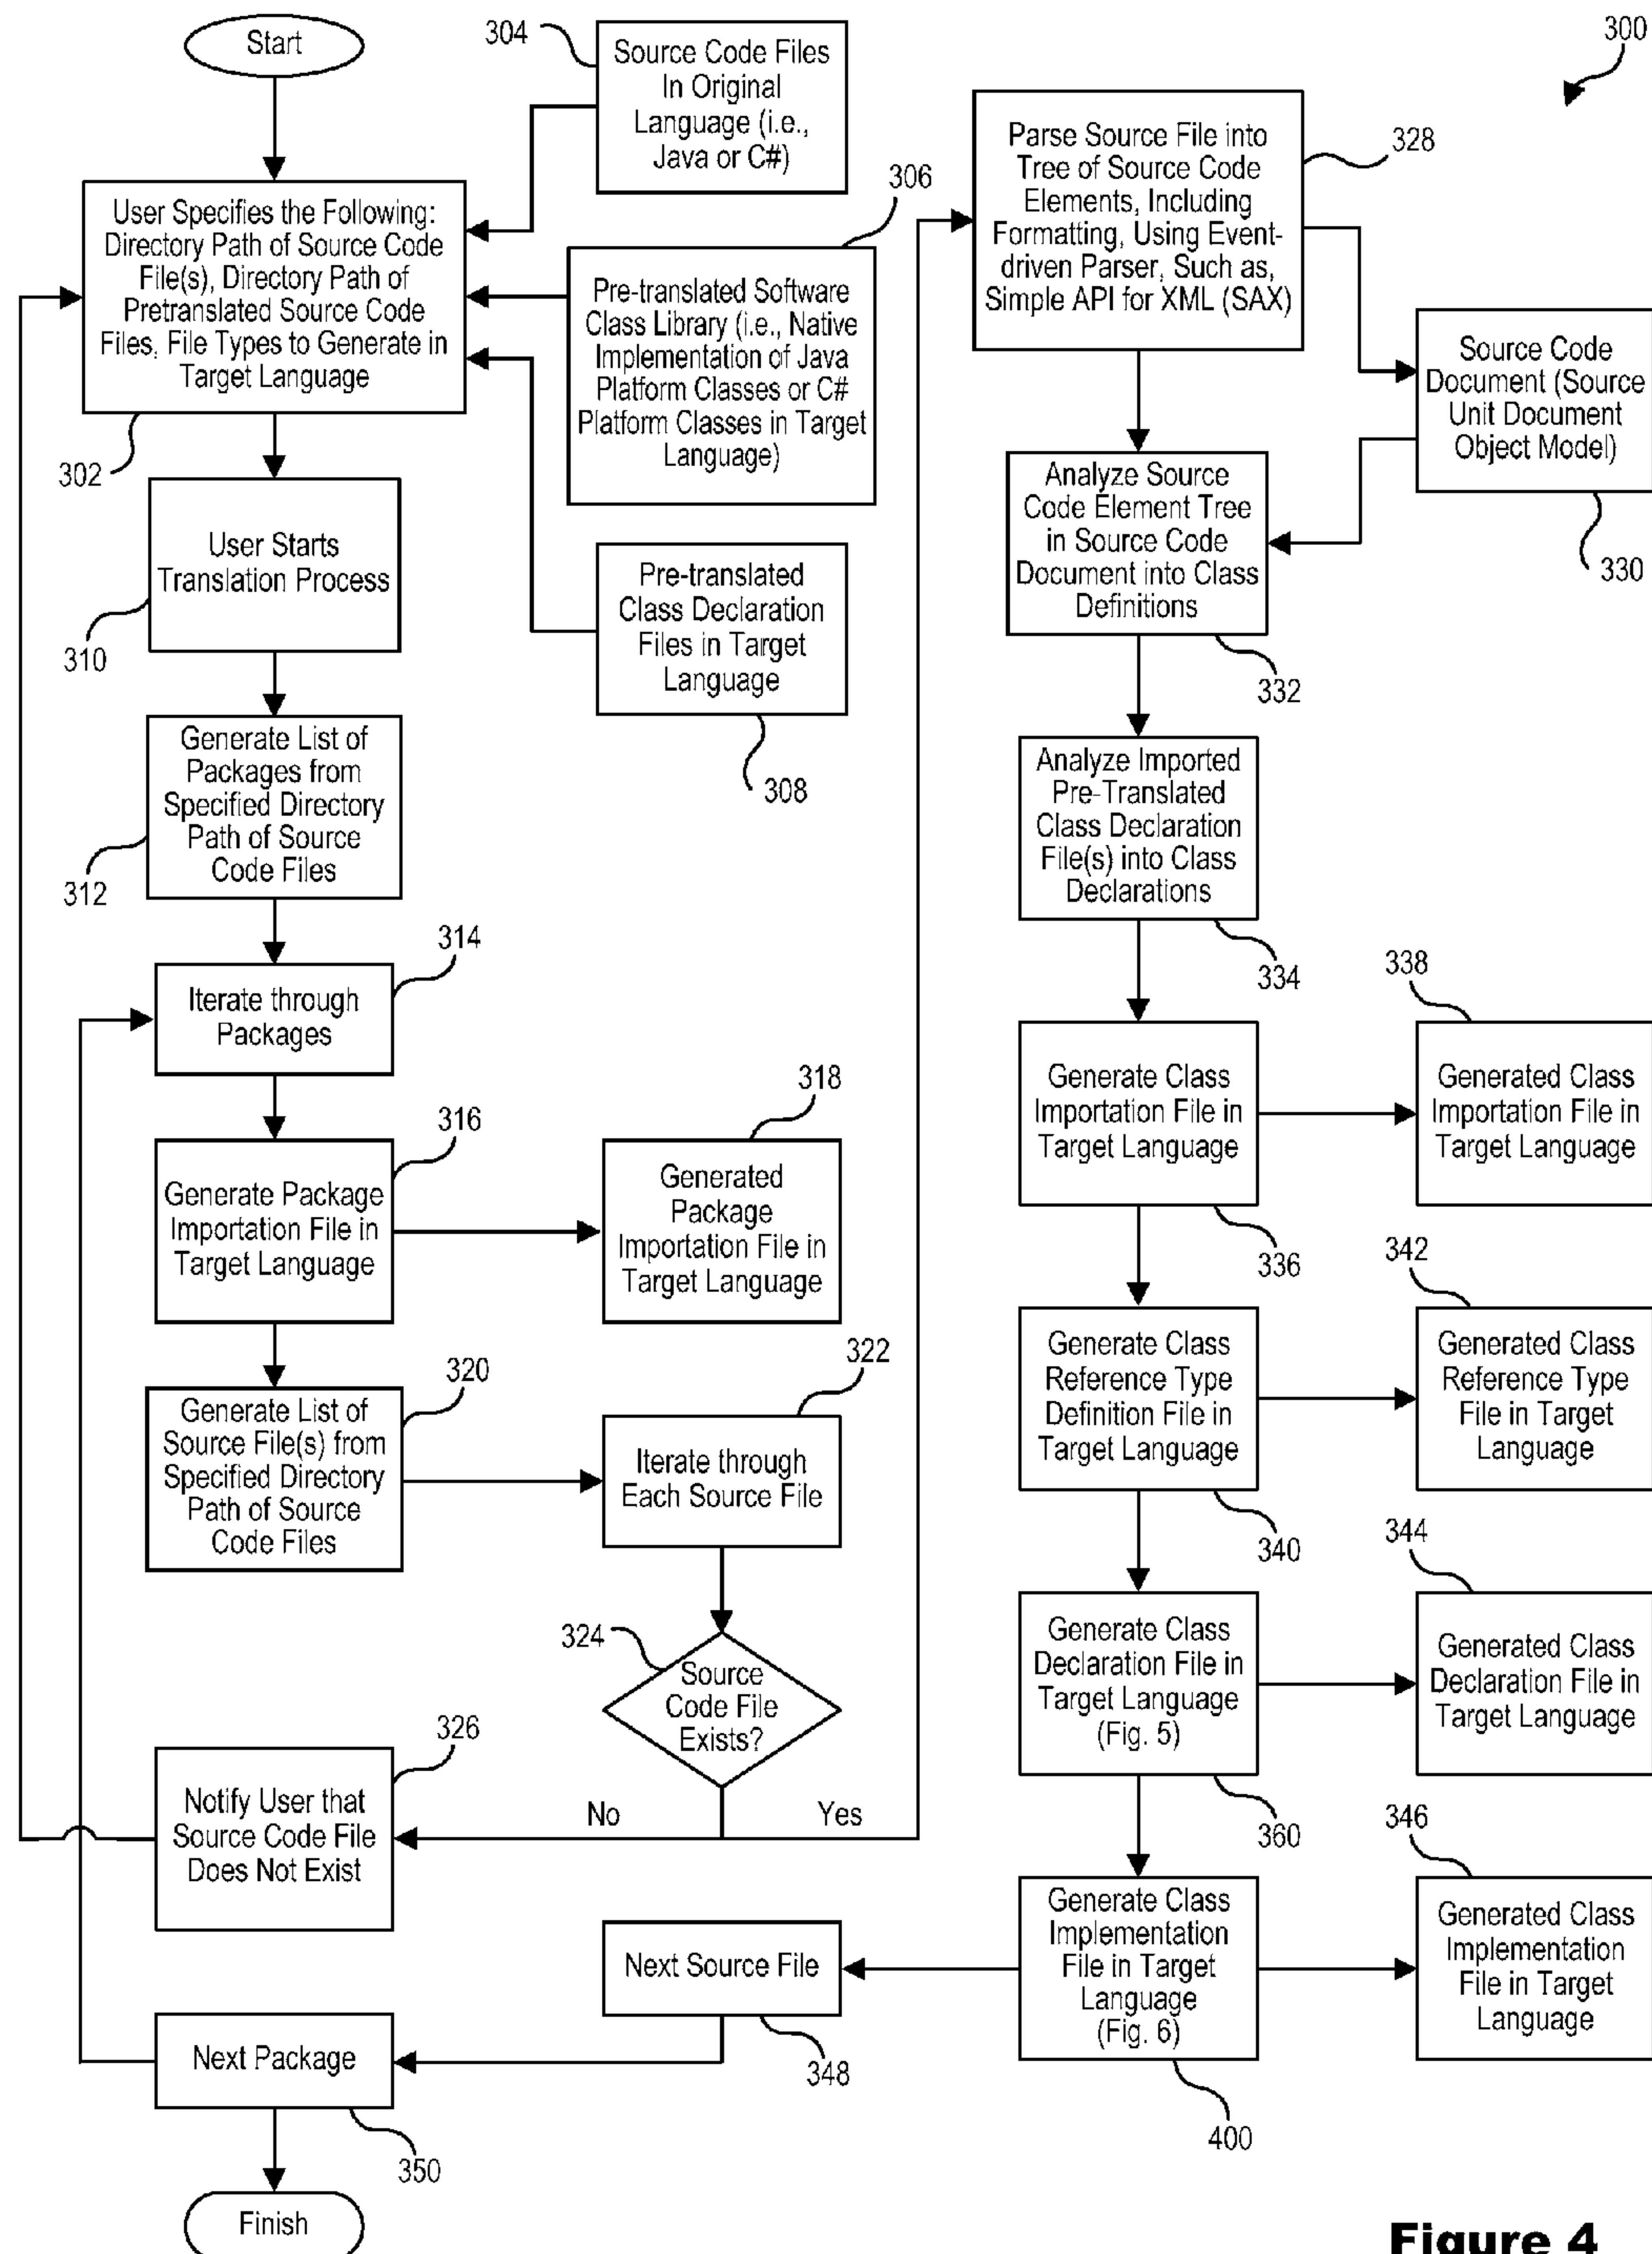 Start
304
Source Code Files
In Original
Language (i.e.,
Java or C#)
300
User Specifies the Following:
Directory Path of Source Code
File(s), Directory Path of
Pretranslated Source Code
Files, File Types to Generate in
Target Language
302
306
Pre-translated Software
Class Library (i.e., Native
Implementation of Java
Platform Classes or C#
Platform Classes in Target
Language)
Pre-translated
Class Declaration
Files in Target
Language
308
User Starts
Translation Process
310
Generate List of
Packages from
Specified Directory
Path of Source
Code Files
312
314
Iterate through
Packages
316
Generate Package
Importation File in
Target Language
318
Generated
Package
Importation File in
Target Language
320
Generate List of
Source File(s) from
Specified Directory
Path of Source
Code Files
322
Iterate through
Each Source File
324
Source
Code File
Exists?
No
Yes
326
Notify User that
Source Code File
Does Not Exist
Parse Source File into
Tree of Source Code
Elements, Including
Formatting, Using Event-
driven Parser, Such as,
Simple API for XML (SAX)
328
Source Code
Document (Source
Unit Document
Object Model)
330
Analyze Source
Code Element Tree
in Source Code
Document into Class
Definitions
332
Analyze Imported
Pre-Translated
Class Declaration
File(s) into Class
Declarations
334
Generate Class
Importation File in
Target Language
336
338
Generated Class
Importation File in
Target Language
Generate Class
Reference Type
Definition File in
Target Language
340
342
Generated Class
Reference Type
File in Target
Language
Generate Class
Declaration File in
Target Language
(Fig. 5)
360
344
Generated Class
Declaration File in
Target Language
Generate Class
Implementation
File in Target
Language
(Fig. 6)
400
346
Generated Class
Implementation
File in Target
Language
Next Source File
348
Next Package
350
Finish
Figure 4